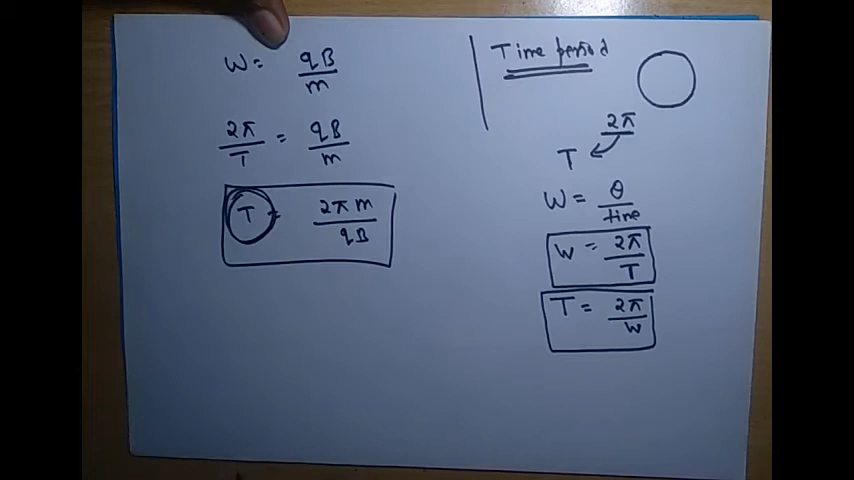 W = qB/m
2π/T = qB/m
T = 2πm/qB
Time period
2π
T
W = θ/time
W = 2π/T
T = 2π/W